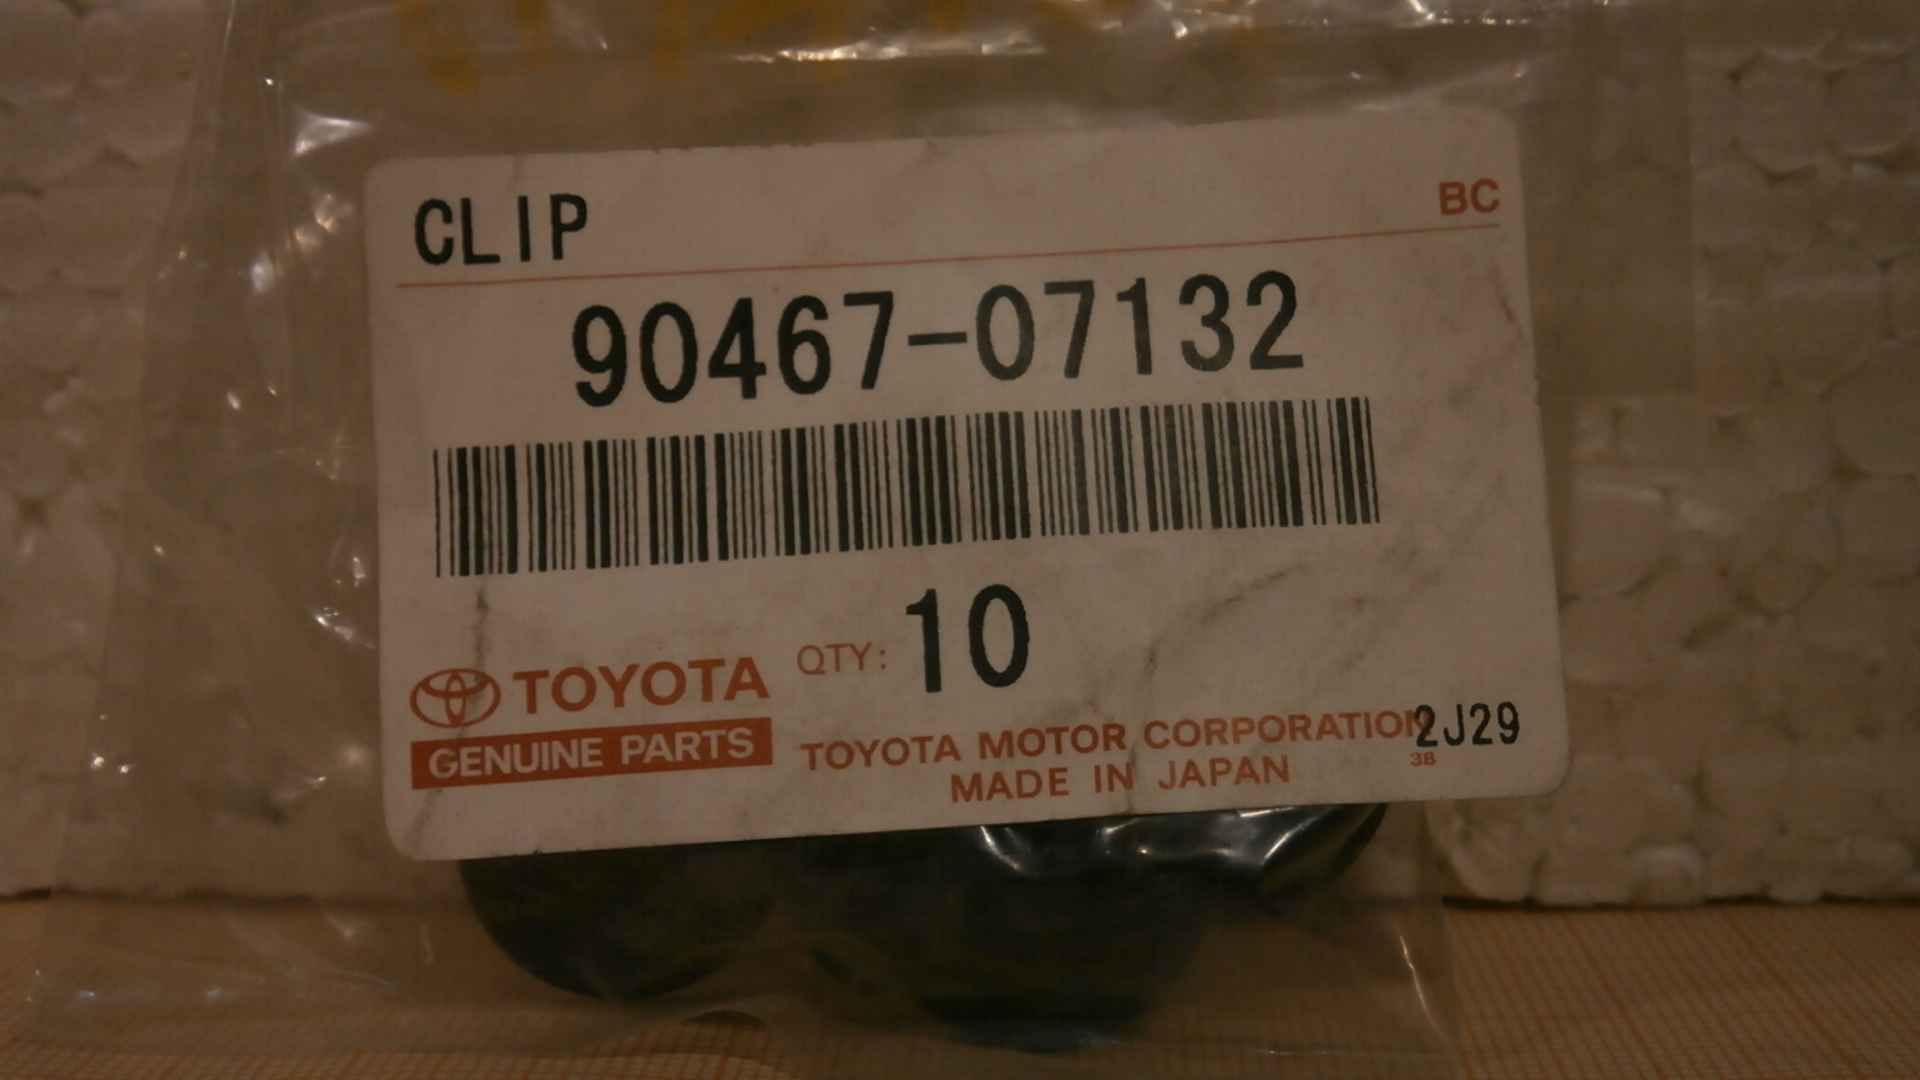 CLIP
BC
90467-07132
QTY: 10
TOYOTA
GENUINE PARTS
TOYOTA MOTOR CORPORATION
2J29
3B
MADE IN JAPAN